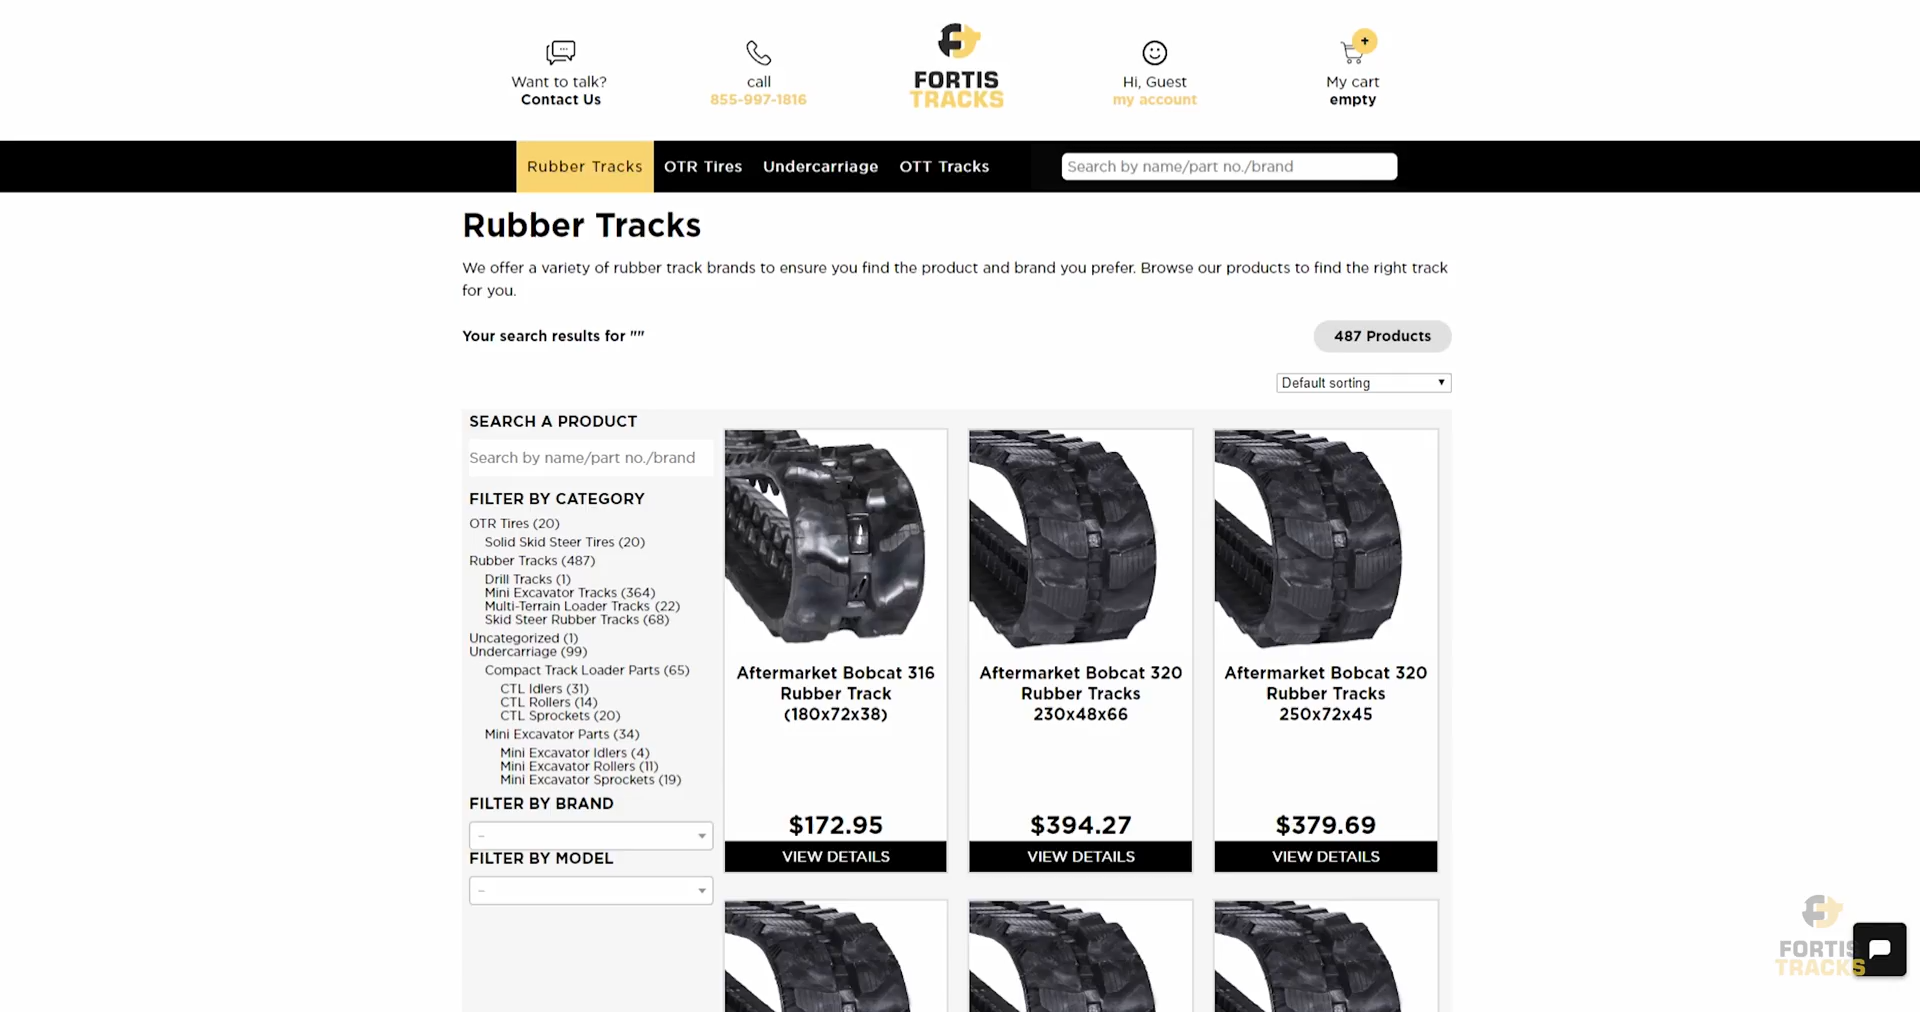 Want to talk?
Contact Us
call
855-997-1816
FORTIS
TRACKS
Hi, Guest
my account
+
My cart
empty
Rubber Tracks
OTR Tires
Undercarriage
OTT Tracks
Search by name/part no./brand
Rubber Tracks
We offer a variety of rubber track brands to ensure you find the product and brand you prefer. Browse our products to find the right track
for you.
Your search results for ""
487 Products
Default sorting
SEARCH A PRODUCT
Search by name/part no./brand
FILTER BY CATEGORY
OTR Tires (20)
Solid Skid Steer Tires (20)
Rubber Tracks (487)
Drill Tracks (1)
Mini Excavator Tracks (364)
Multi-Terrain Loader Tracks (22)
Skid Steer Rubber Tracks (68)
Uncategorized (1)
Undercarriage (99)
Compact Track Loader Parts (65)
CTL Idlers (31)
CTL Rollers (14)
CTL Sprockets (20)
Mini Excavator Parts (34)
Mini Excavator Idlers (4)
Mini Excavator Rollers (11)
Mini Excavator Sprockets (19)
FILTER BY BRAND
–
FILTER BY MODEL
–
Aftermarket Bobcat 316
Rubber Track
(180x72x38)
$172.95
VIEW DETAILS
Aftermarket Bobcat 320
Rubber Tracks
230x48x66
$394.27
VIEW DETAILS
Aftermarket Bobcat 320
Rubber Tracks
250x72x45
$379.69
VIEW DETAILS
FORTIS
TRACKS